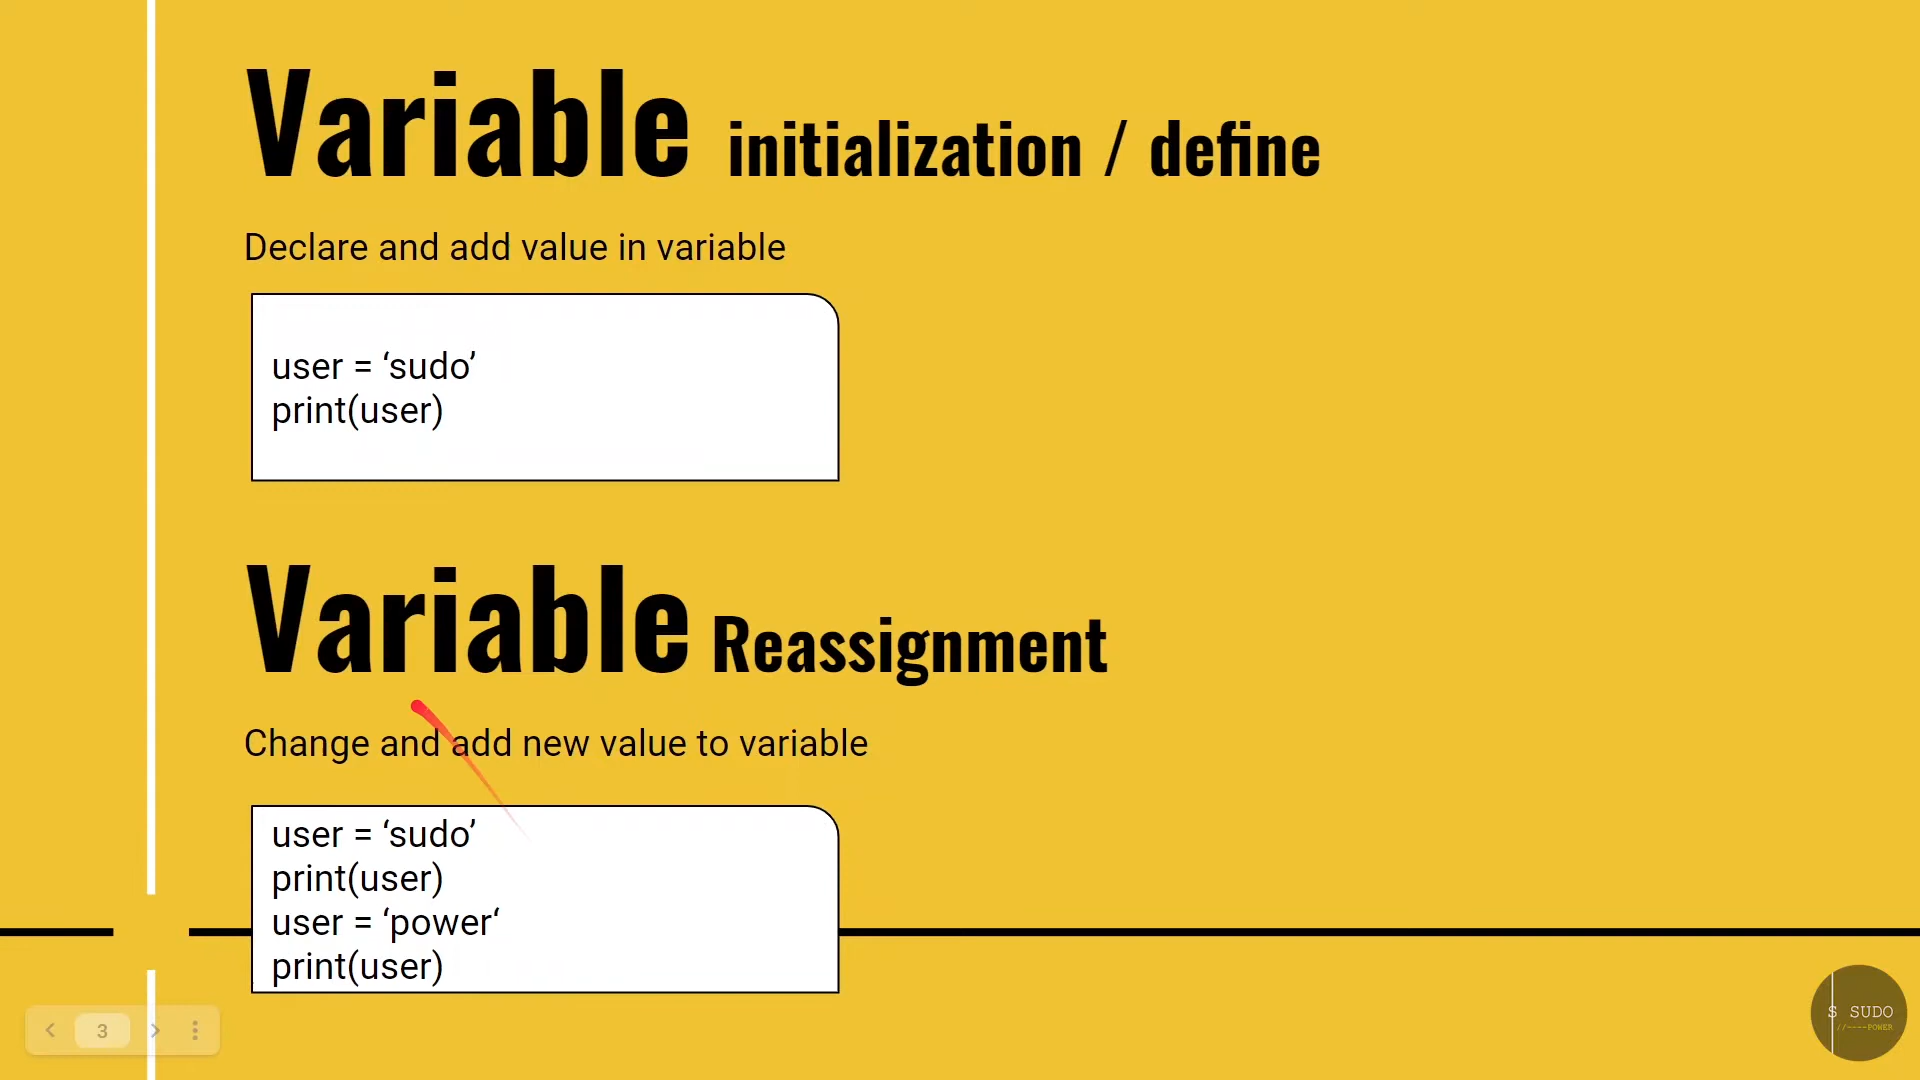 Variable initialization / define
Declare and add value in variable
user = ‘sudo’
print(user)
Variable Reassignment
Change and add new value to variable
user = ‘sudo’
print(user)
user = ‘power‘
print(user)
3
S SUDO
//----POWER